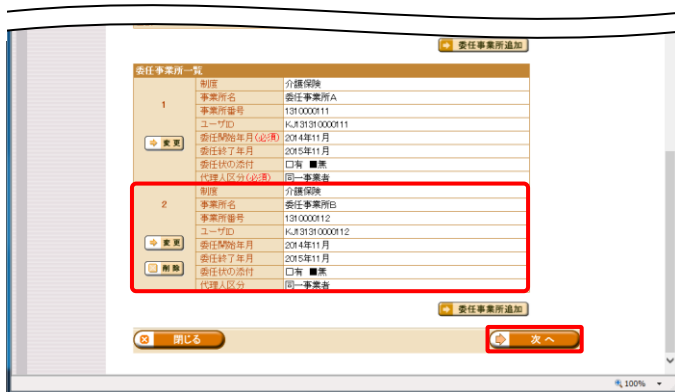 委任事業所追加
委任事業所一覧
1
変更
制度 介護保険
事業所名 委任事業所A
事業所番号 1310000111
ユーザID KJ131310000111
委任開始年月(必須) 2014年11月
委任終了年月 2015年11月
委任状の添付 □有 ■無
代理人区分(必須) 同一事業者
2
変更
削除
制度 介護保険
事業所名 委任事業所B
事業所番号 1310000112
ユーザID KJ131310000112
委任開始年月 2014年11月
委任終了年月 2015年11月
委任状の添付 □有 ■無
代理人区分 同一事業者
委任事業所追加
閉じる
次へ
100%